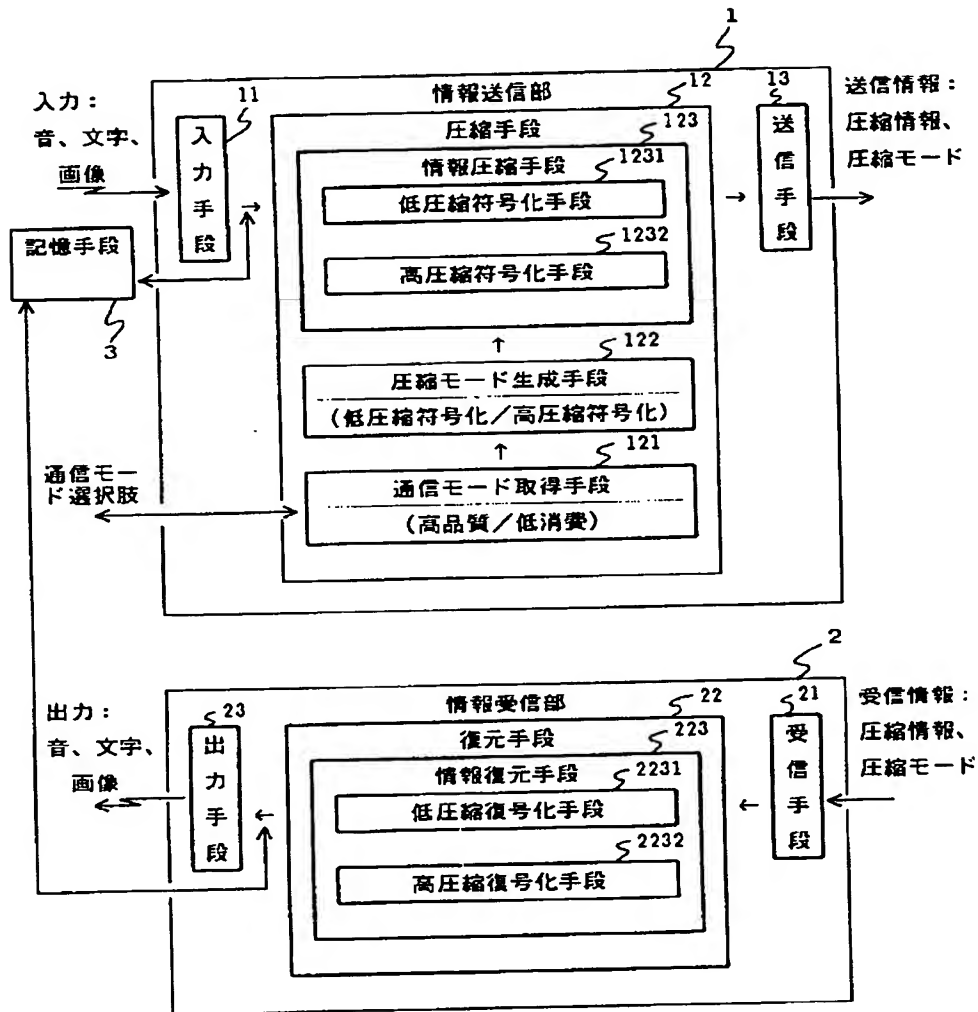 1
入力：
音、文字、
画像
11
入力手段
情報送信部
12
圧縮手段
123
情報圧縮手段
1231
低圧縮符号化手段
1232
高圧縮符号化手段
↑
122
圧縮モード生成手段
(低圧縮符号化／高圧縮符号化)
↑
121
通信モード取得手段
(高品質／低消費)
→
→
13
送信手段
送信情報：
圧縮情報、
圧縮モード
記憶手段
3
通信モー
ド選択肢
2
出力：
音、文字、
画像
23
出力手段
情報受信部
22
復元手段
223
情報復元手段
2231
低圧縮復号化手段
2232
高圧縮復号化手段
←
←
21
受信手段
受信情報：
圧縮情報、
圧縮モード